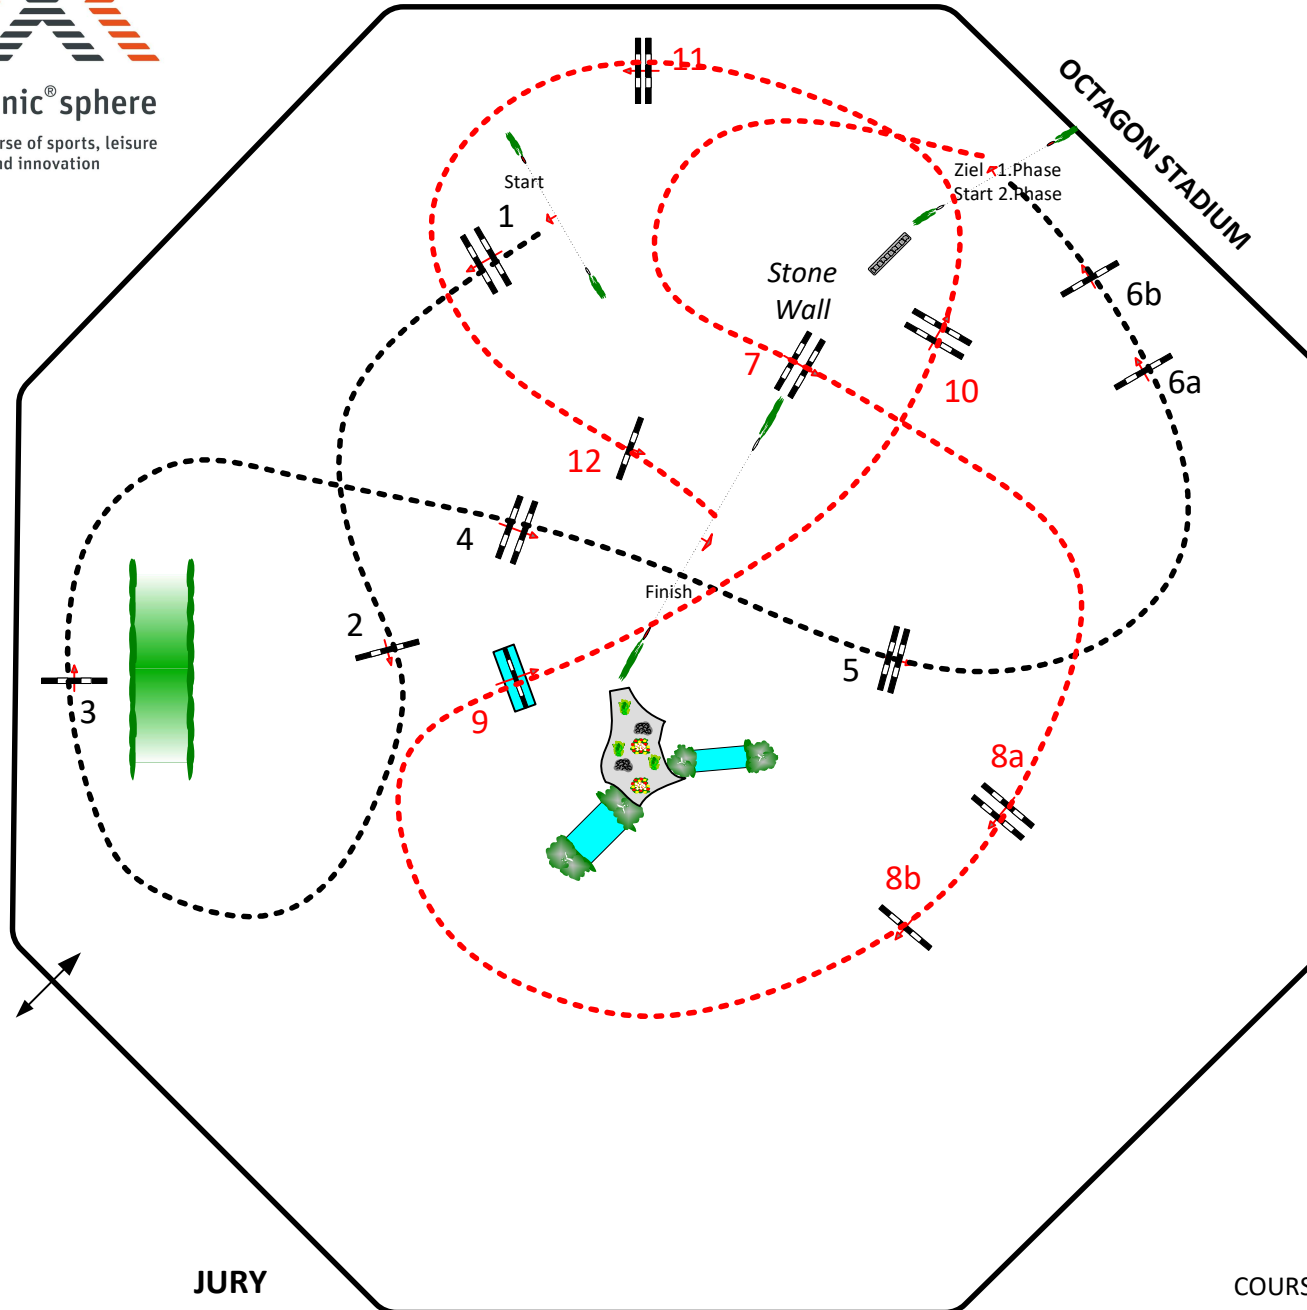 nic®sphere
rse of sports, leisure
nd innovation
OCTAGON STADIUM
11
Start
1
Ziel 1.Phase
Start 2.Phase
Stone
Wall
6b
7
10
6a
12
4
Finish
2
5
3
9
8a
8b
JURY
COURS